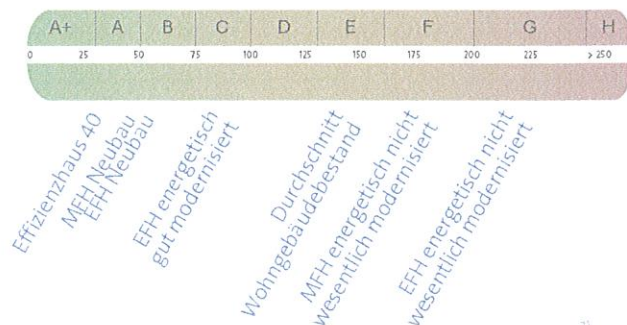 A+ A B C D E F G H
0 25 50 75 100 125 150 175 200 225 > 250
Effizienzhaus 40
MFH Neubau
EFH Neubau
EFH energetisch
gut modernisiert
Durchschnitt
Wohngebäudebestand
MFH energetisch nicht
wesentlich modernisiert
EFH energetisch nicht
wesentlich modernisiert